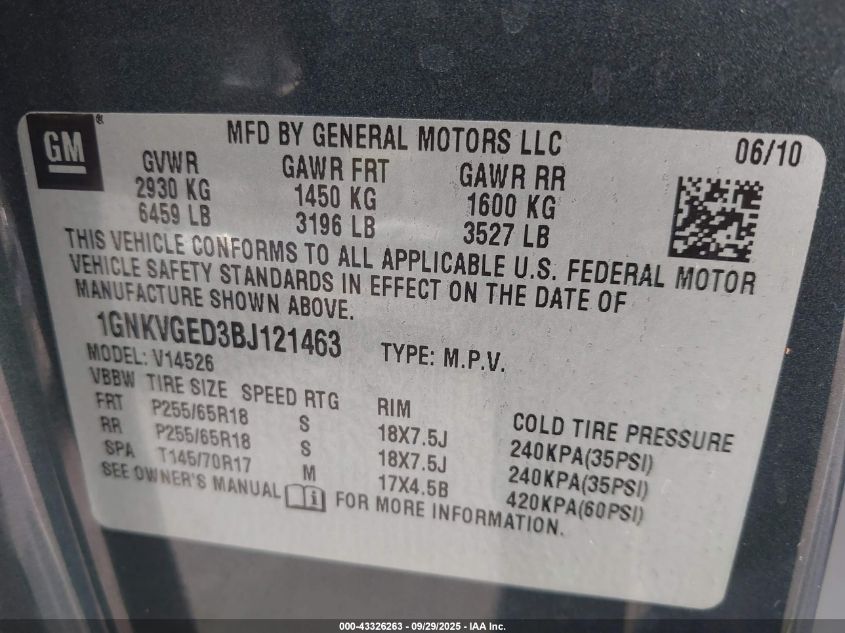 GM
®
MFD BY GENERAL MOTORS LLC 06/10
GVWR GAWR FRT GAWR RR
2930 KG 1450 KG 1600 KG
6459 LB 3196 LB 3527 LB
THIS VEHICLE CONFORMS TO ALL APPLICABLE U.S. FEDERAL MOTOR
VEHICLE SAFETY STANDARDS IN EFFECT ON THE DATE OF
MANUFACTURE SHOWN ABOVE.
1GNKVGED3BJ121463 TYPE: M.P.V.
MODEL: V14526
VBBW TIRE SIZE SPEED RTG RIM COLD TIRE PRESSURE
FRT P255/65R18 S 18X7.5J 240KPA(35PSI)
RR P255/65R18 S 18X7.5J 240KPA(35PSI)
SPA T145/70R17 M 17X4.5B 420KPA(60PSI)
SEE OWNER'S MANUAL i FOR MORE INFORMATION.
000-43326263 - 09/29/2025 - IAA Inc.